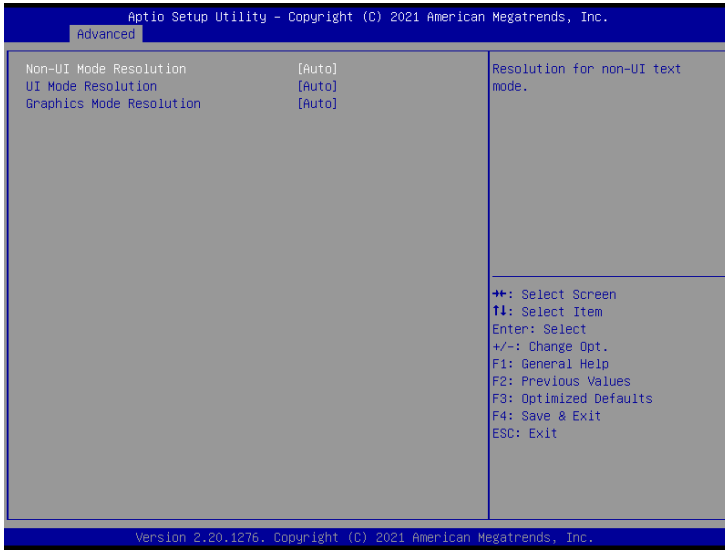 Aptio Setup Utility – Copyright (C) 2021 American Megatrends, Inc.
Advanced
Non-UI Mode Resolution [Auto]
UI Mode Resolution [Auto]
Graphics Mode Resolution [Auto]
Resolution for non-UI text
mode.
→←: Select Screen
↑↓: Select Item
Enter: Select
+/-: Change Opt.
F1: General Help
F2: Previous Values
F3: Optimized Defaults
F4: Save & Exit
ESC: Exit
Version 2.20.1276. Copyright (C) 2021 American Megatrends, Inc.